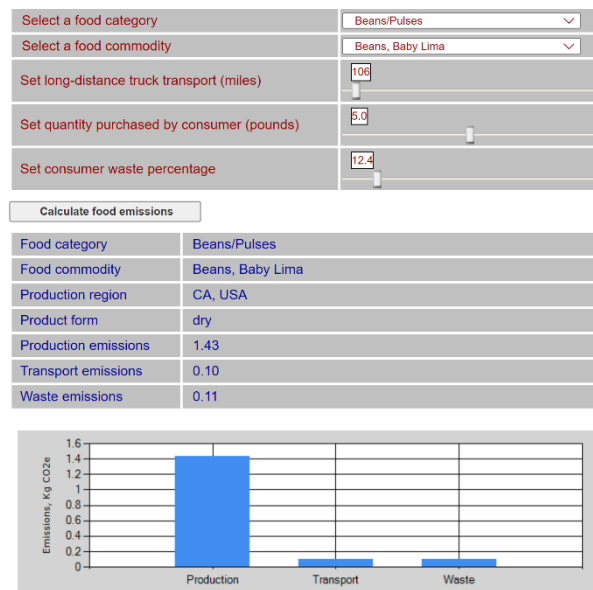 Select a food category Beans/Pulses
Select a food commodity Beans, Baby Lima
Set long-distance truck transport (miles) 106
Set quantity purchased by consumer (pounds) 5.0
Set consumer waste percentage 12.4
Calculate food emissions
Food category Beans/Pulses
Food commodity Beans, Baby Lima
Production region CA, USA
Product form dry
Production emissions 1.43
Transport emissions 0.10
Waste emissions 0.11
Emissions, Kg CO2e
1.6
1.4
1.2
1
0.8
0.6
0.4
0.2
0
Production Transport Waste